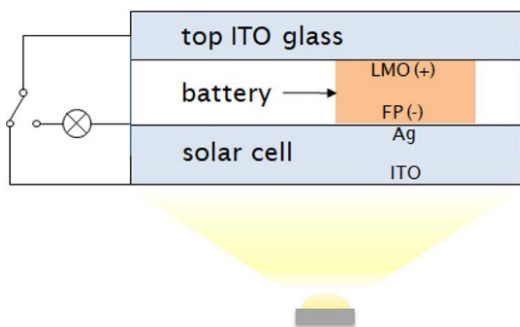 top ITO glass
LMO (+)
battery
FP (-)
Ag
solar cell
ITO